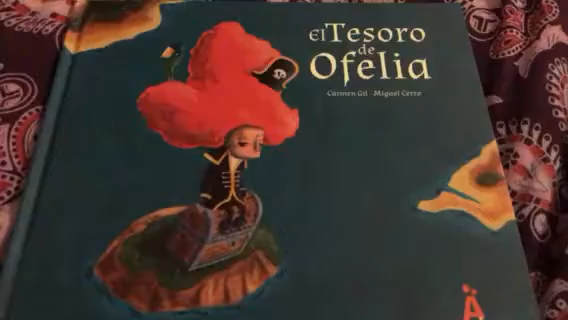 El Tesoro
de
Ofelia
Carmen Gil · Miguel Cerro
Ä